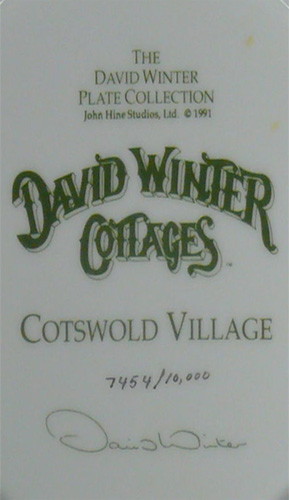 THE
DAVID WINTER
PLATE COLLECTION
John Hine Studios, Ltd. © 1991
DAVID WINTER
COTTAGES™
COTSWOLD VILLAGE
7454/10,000
David Winter